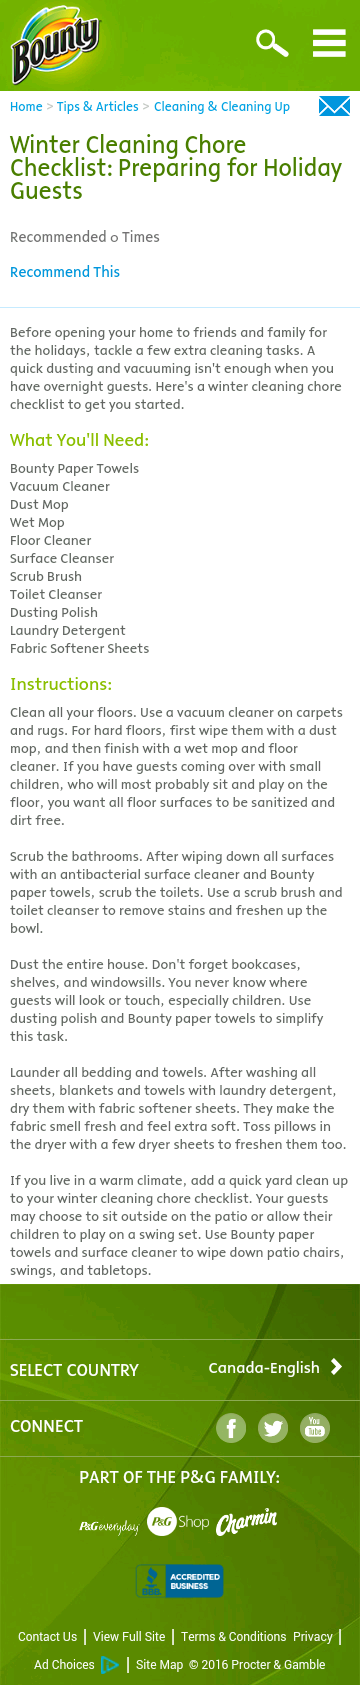 Bounty
Home > Tips & Articles > Cleaning & Cleaning Up
Winter Cleaning Chore
Checklist: Preparing for Holiday
Guests
Recommended 0 Times
Recommend This
Before opening your home to friends and family for
the holidays, tackle a few extra cleaning tasks. A
quick dusting and vacuuming isn't enough when you
have overnight guests. Here's a winter cleaning chore
checklist to get you started.
What You'll Need:
Bounty Paper Towels
Vacuum Cleaner
Dust Mop
Wet Mop
Floor Cleaner
Surface Cleanser
Scrub Brush
Toilet Cleanser
Dusting Polish
Laundry Detergent
Fabric Softener Sheets
Instructions:
Clean all your floors. Use a vacuum cleaner on carpets
and rugs. For hard floors, first wipe them with a dust
mop, and then finish with a wet mop and floor
cleaner. If you have guests coming over with small
children, who will most probably sit and play on the
floor, you want all floor surfaces to be sanitized and
dirt free.
Scrub the bathrooms. After wiping down all surfaces
with an antibacterial surface cleaner and Bounty
paper towels, scrub the toilets. Use a scrub brush and
toilet cleanser to remove stains and freshen up the
bowl.
Dust the entire house. Don't forget bookcases,
shelves, and windowsills. You never know where
guests will look or touch, especially children. Use
dusting polish and Bounty paper towels to simplify
this task.
Launder all bedding and towels. After washing all
sheets, blankets and towels with laundry detergent,
dry them with fabric softener sheets. They make the
fabric smell fresh and feel extra soft. Toss pillows in
the dryer with a few dryer sheets to freshen them too.
If you live in a warm climate, add a quick yard clean up
to your winter cleaning chore checklist. Your guests
may choose to sit outside on the patio or allow their
children to play on a swing set. Use Bounty paper
towels and surface cleaner to wipe down patio chairs,
swings, and tabletops.
SELECT COUNTRY Canada-English
CONNECT f You Tube
PART OF THE P&G FAMILY:
P&G everyday P&G Shop Charmin
BBB ACCREDITED
BUSINESS
Contact Us | View Full Site | Terms & Conditions Privacy |
Ad Choices | Site Map © 2016 Procter & Gamble